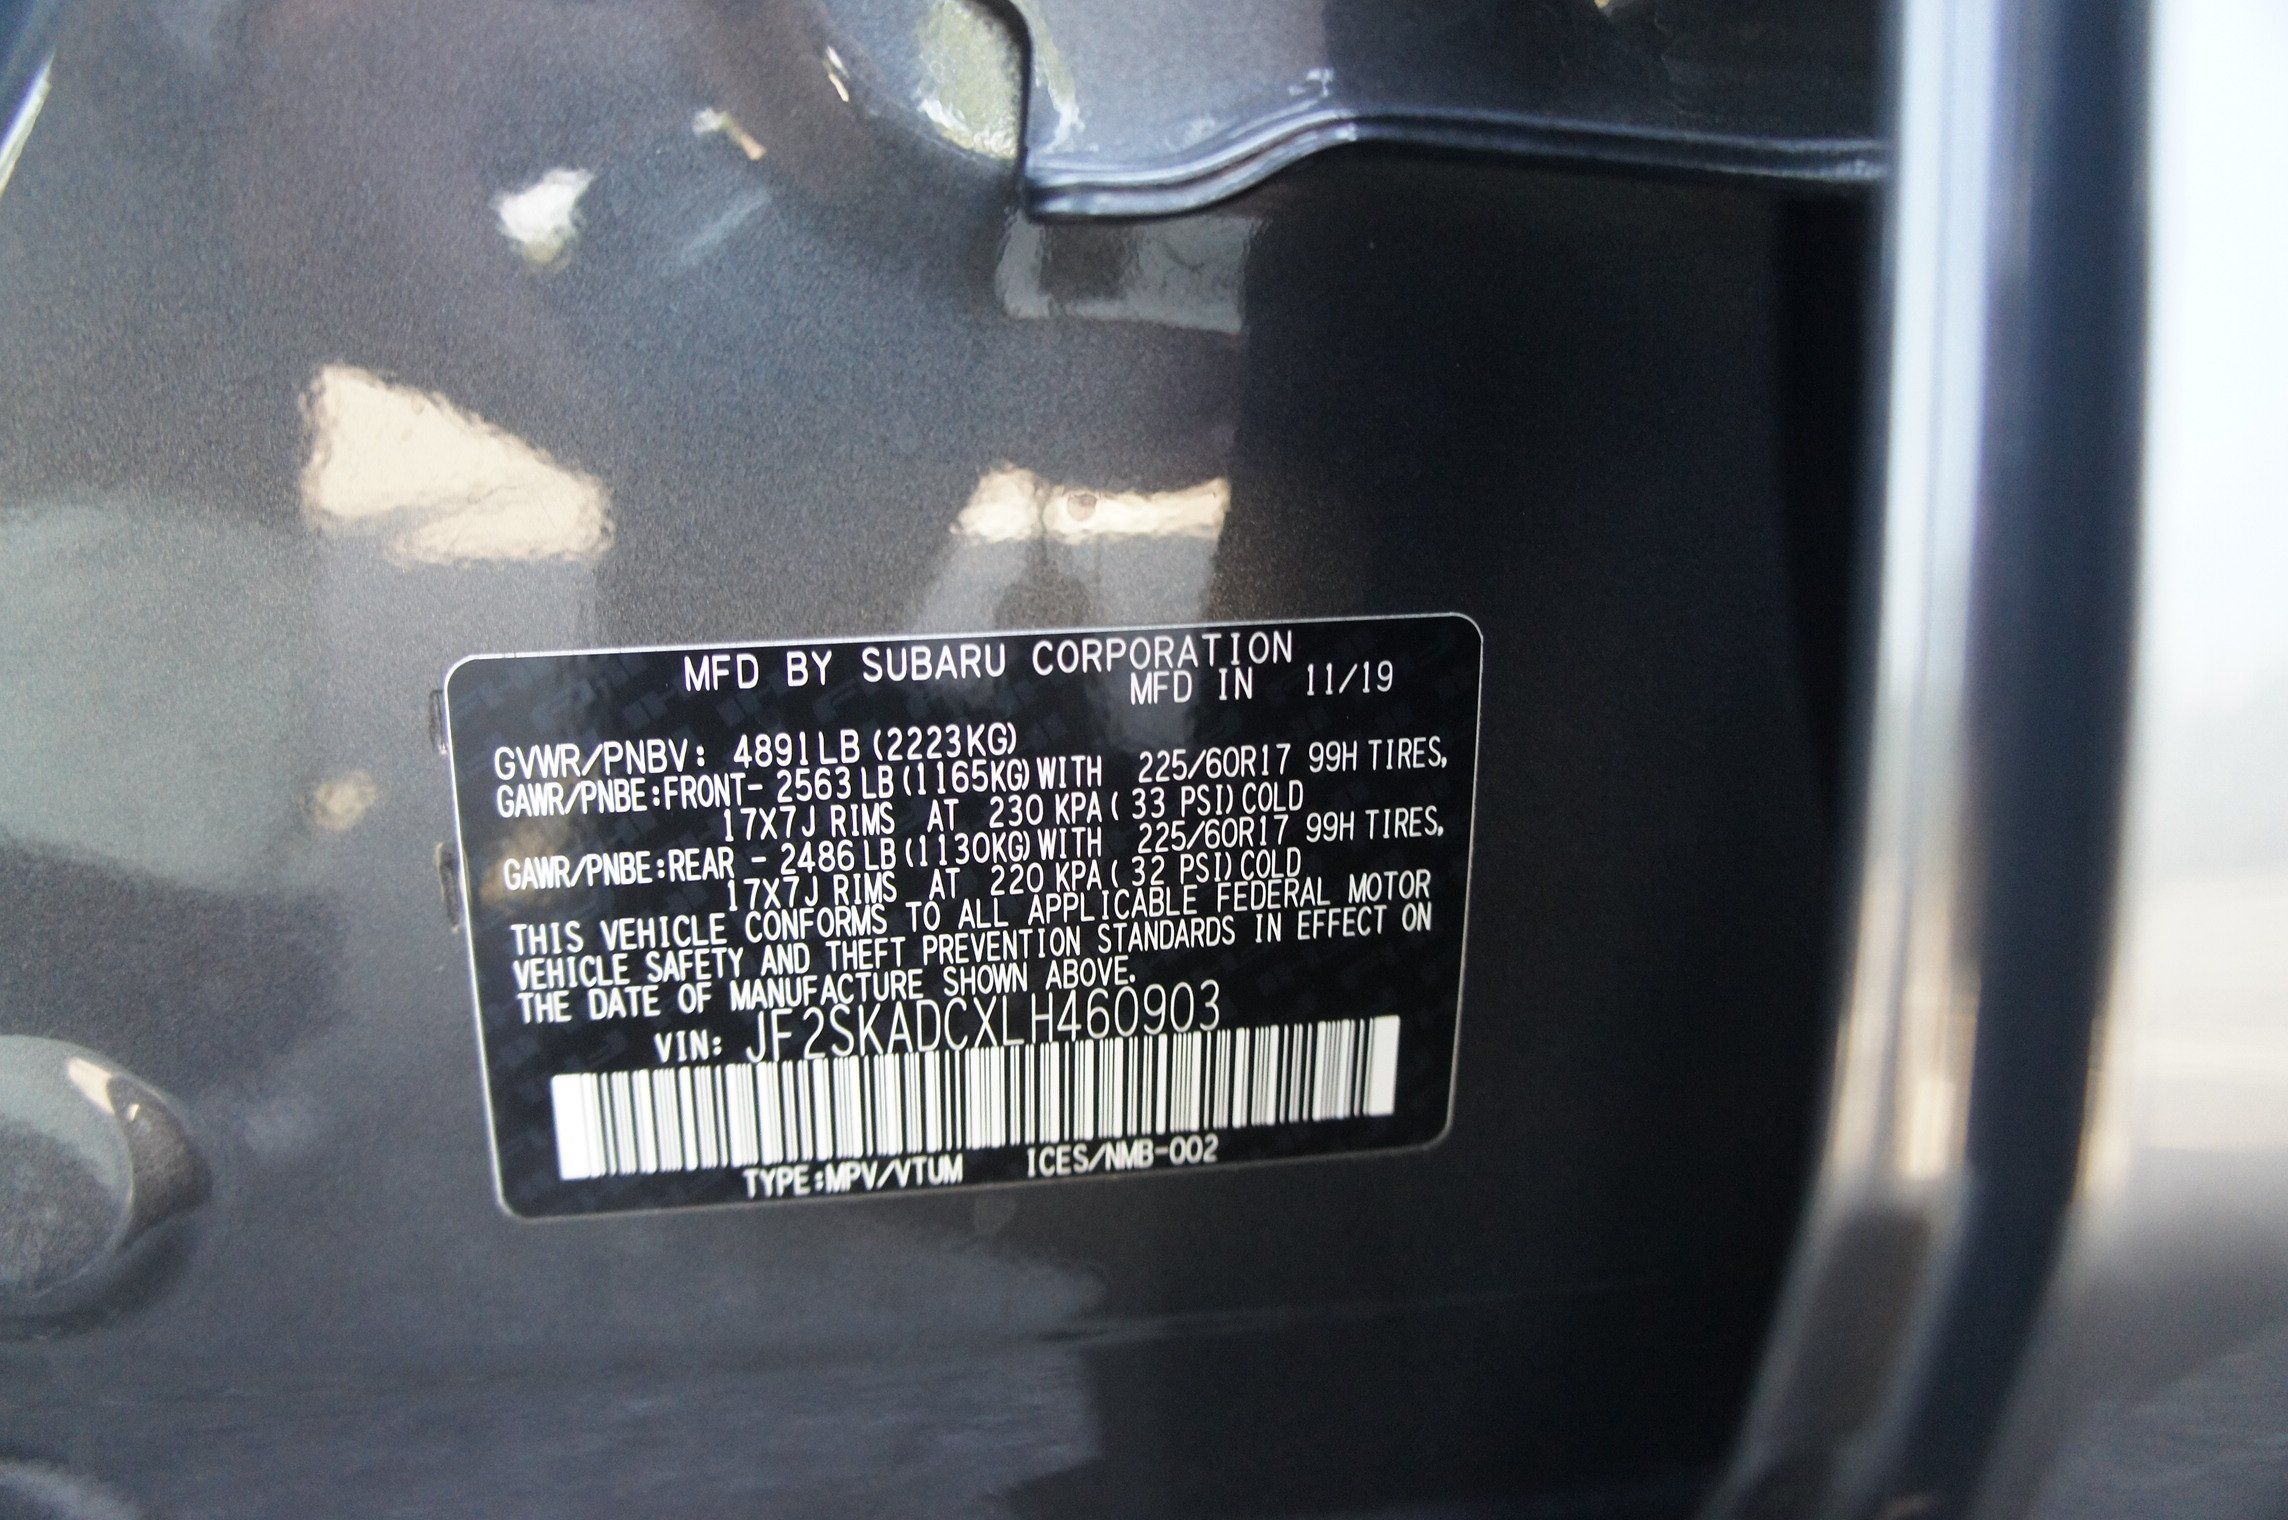 MFD BY SUBARU CORPORATION
MFD IN 11/19
GVWR/PNBV: 4891LB(2223KG)
GAWR/PNBE:FRONT- 2563LB(1165KG)WITH 225/60R17 99H TIRES,
17X7J RIMS AT 230 KPA( 33 PSI)COLD
GAWR/PNBE:REAR - 2486LB(1130KG)WITH 225/60R17 99H TIRES,
17X7J RIMS AT 220 KPA( 32 PSI)COLD
THIS VEHICLE CONFORMS TO ALL APPLICABLE FEDERAL MOTOR
VEHICLE SAFETY AND THEFT PREVENTION STANDARDS IN EFFECT ON
THE DATE OF MANUFACTURE SHOWN ABOVE.
VIN: JF2SKADCXLH460903
TYPE:MPV/VTUM ICES/NMB-002